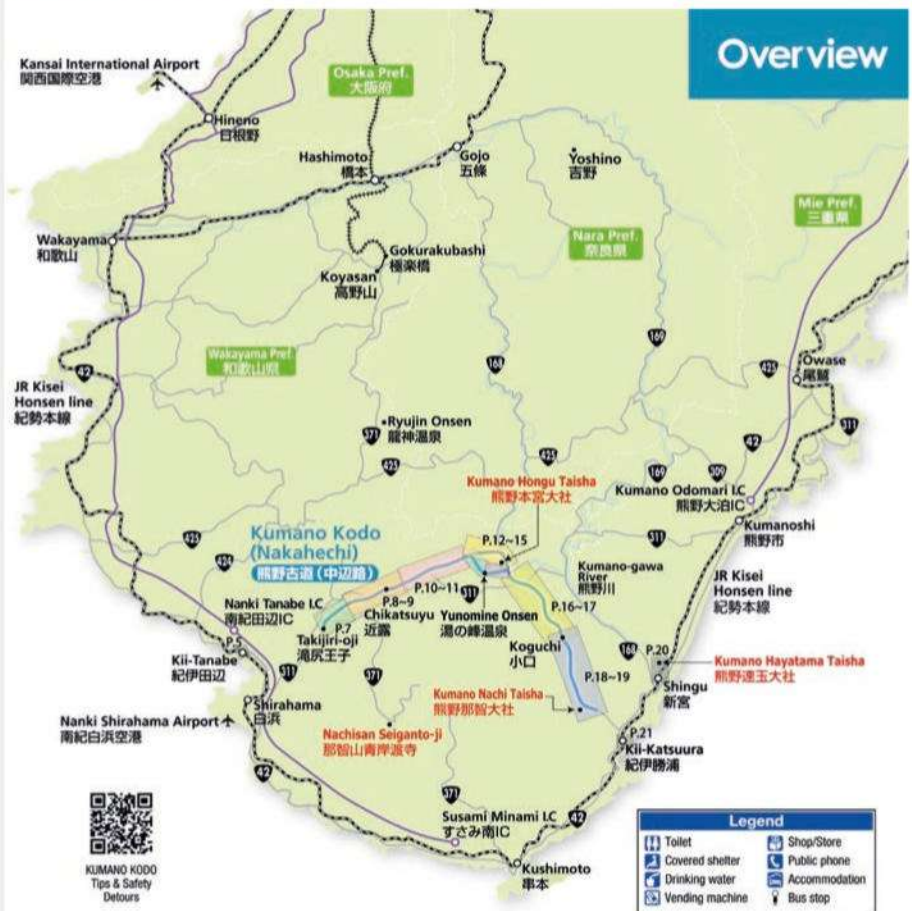 Overview
Kansai International Airport
関西国際空港
Osaka Pref.
大阪府
Hineno
日根野
Hashimoto
橋本
Gojo
五條
Yoshino
吉野
Mie Pref.
三重県
Wakayama
和歌山
Nara Pref.
奈良県
Gokurakubashi
極楽橋
Koyasan
高野山
169
168
Wakayama Pref.
和歌山県
425
Owase
尾鷲
42
JR Kisei
Honsen line
紀勢本線
311
Ryujin Onsen
龍神温泉
371
42
425
425
169
309
Kumano Hongu Taisha
熊野本宮大社
Kumano Odomari I.C
熊野大泊IC
Kumanoshi
熊野市
425
Kumano Kodo
(Nakahechi)
熊野古道(中辺路)
P.12~15
311
424
Kumano-gawa
River
熊野川
JR Kisei
Honsen line
紀勢本線
P.10~11
311
P.8~9
Nanki Tanabe I.C
南紀田辺IC
Chikatsuyu
近露
Yunomine Onsen
湯の峰温泉
P.16~17
P.7
Takijiri-oji
滝尻王子
P.5
Kii-Tanabe
紀伊田辺
Koguchi
小口
168
P.20
Kumano Hayatama Taisha
熊野速玉大社
311
371
P.18~19
Shingu
新宮
Kumano Nachi Taisha
熊野那智大社
Shirahama
白浜
Nanki Shirahama Airport
南紀白浜空港
Nachisan Seiganto-ji
那智山青岸渡寺
P.21
Kii-Katsuura
紀伊勝浦
42
371
Susami Minami I.C
すさみ南IC
42
Kushimoto
串本
KUMANO KODO
Tips & Safety
Detours
Legend
Toilet
Shop/Store
Covered shelter
Public phone
Drinking water
Accommodation
Vending machine
Bus stop